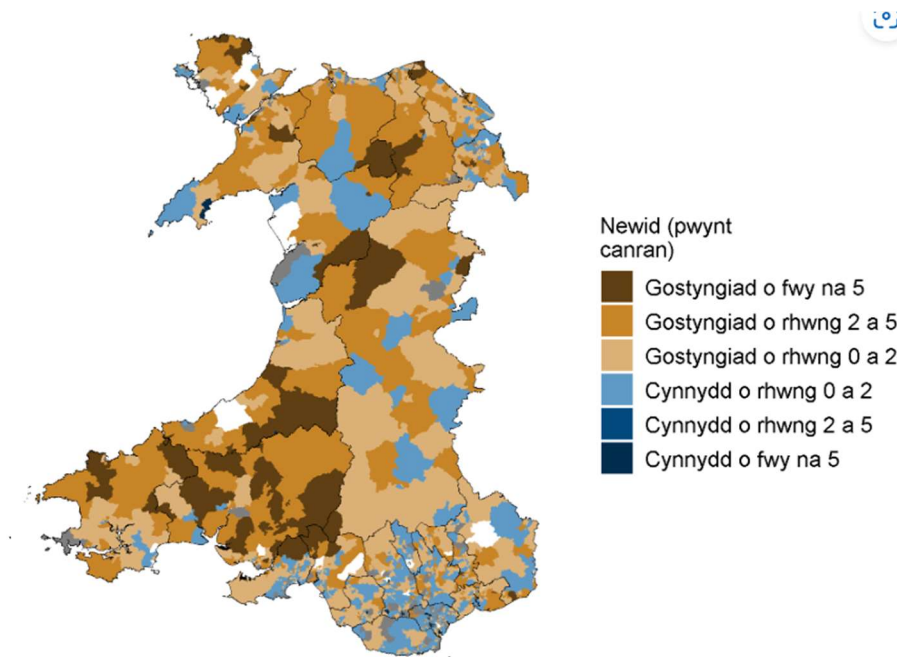 Newid (pwynt
canran)
Gostyngiad o fwy na 5
Gostyngiad o rhwng 2 a 5
Gostyngiad o rhwng 0 a 2
Cynnydd o rhwng 0 a 2
Cynnydd o rhwng 2 a 5
Cynnydd o fwy na 5